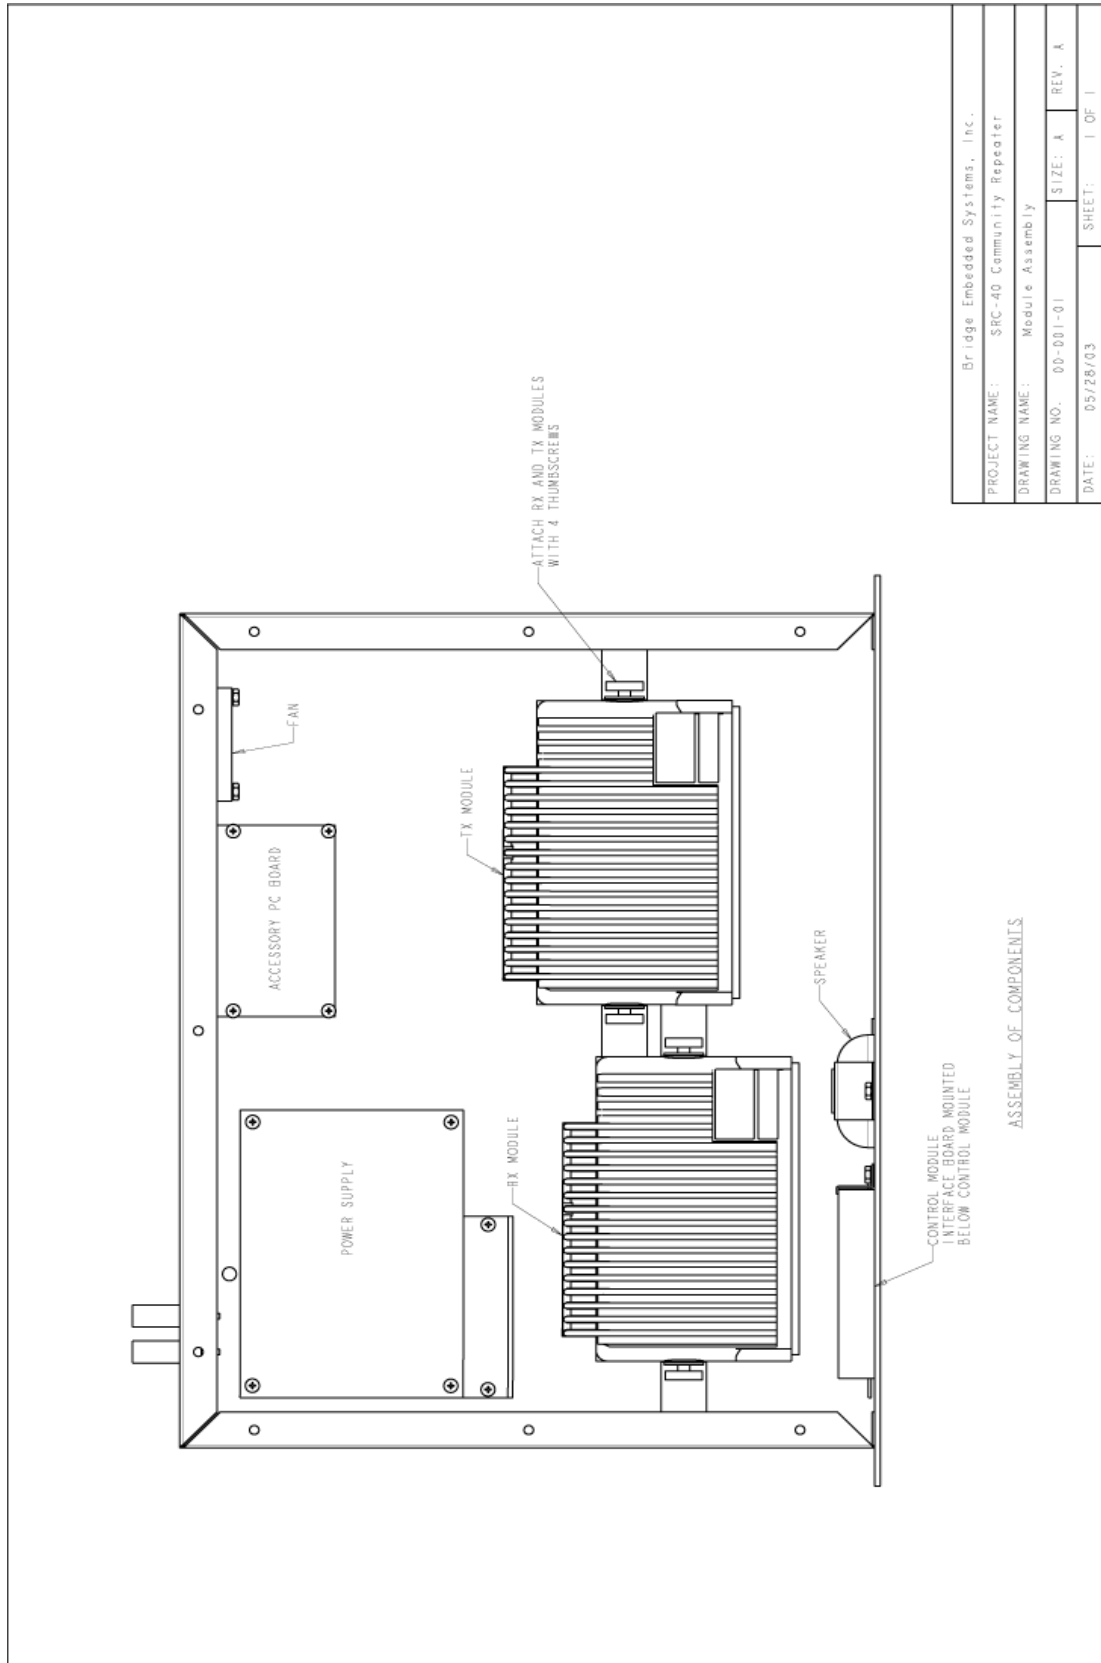 FAN
ACCESSORY PC BOARD
POWER SUPPLY
TX MODULE
RX MODULE
ATTACH RX AND TX MODULES
WITH 4 THUMBSCREWS
SPEAKER
CONTROL MODULE
INTERFACE BOARD MOUNTED
BELOW CONTROL MODULE
ASSEMBLY OF COMPONENTS
Bridge Embedded Systems, Inc.
PROJECT NAME: SRC-40 Community Repeater
DRAWING NAME: Module Assembly
DRAWING NO. 00-001-01 SIZE: A REV. A
DATE: 05/28/03 SHEET: 1 OF 1